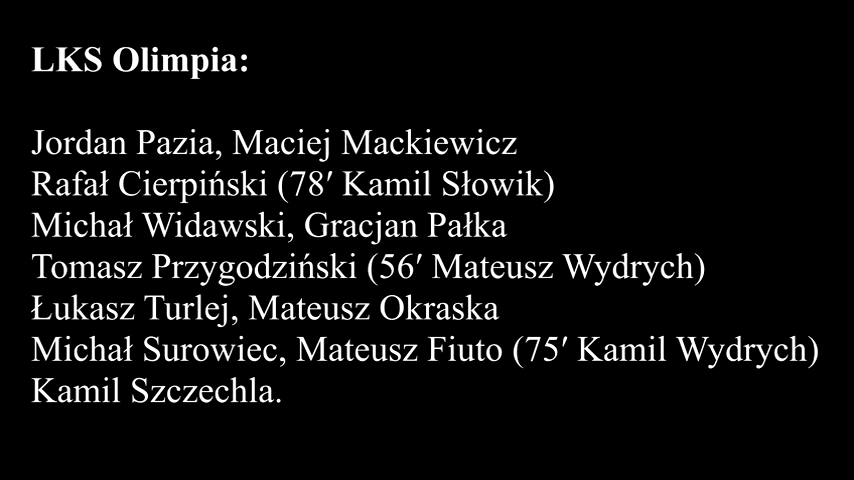 LKS Olimpia:
Jordan Pazia, Maciej Mackiewicz
Rafał Cierpiński (78′ Kamil Słowik)
Michał Widawski, Gracjan Pałka
Tomasz Przygodziński (56′ Mateusz Wydrych)
Łukasz Turlej, Mateusz Okraska
Michał Surowiec, Mateusz Fiuto (75′ Kamil Wydrych)
Kamil Szczechla.